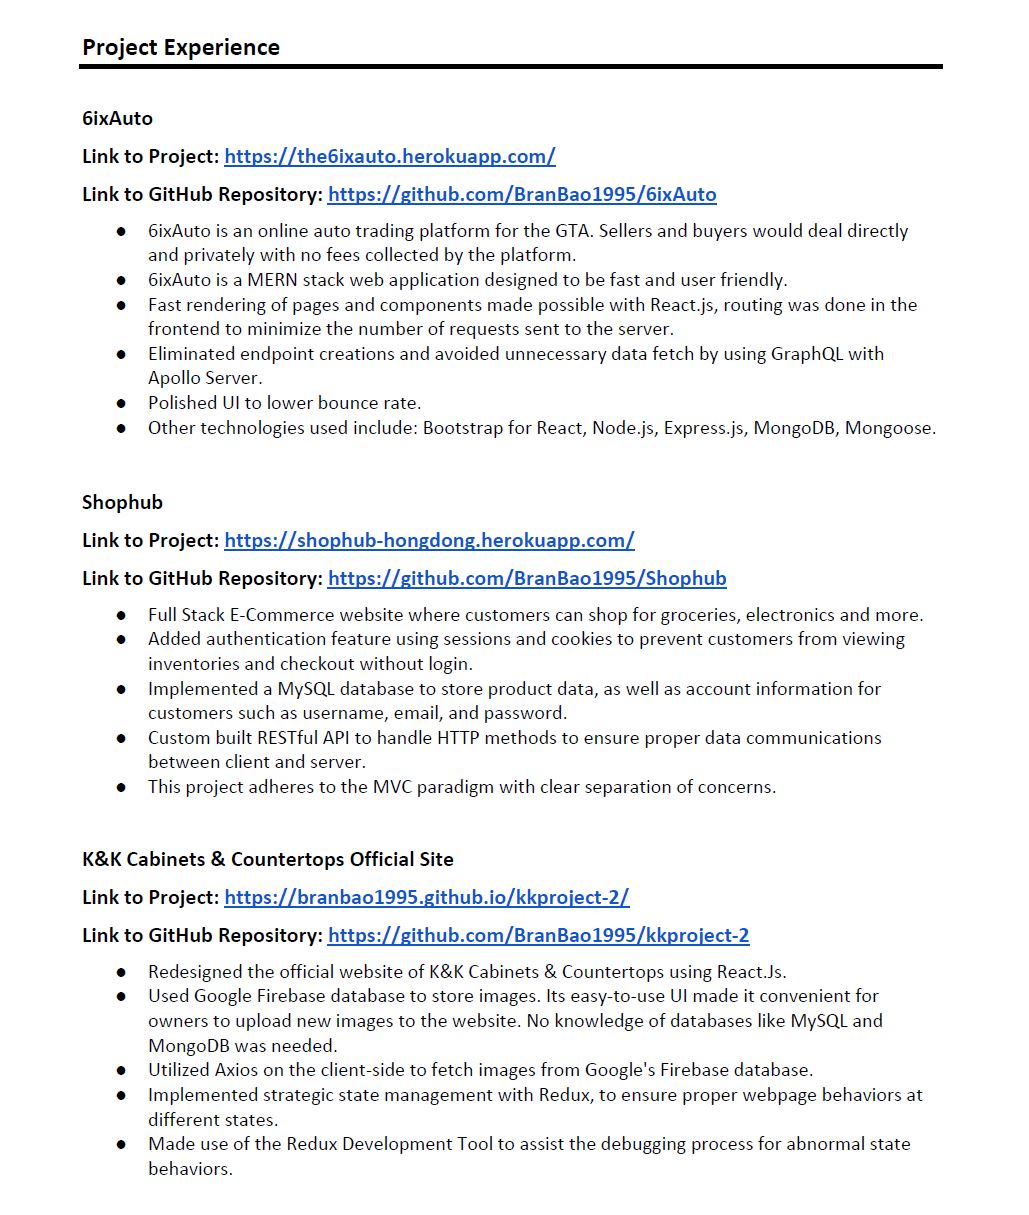 Project Experience
6ixAuto
Link to Project: https://the6ixauto.herokuapp.com/
Link to GitHub Repository: https://github.com/BranBao1995/6ixAuto
● 6ixAuto is an online auto trading platform for the GTA. Sellers and buyers would deal directly
and privately with no fees collected by the platform.
● 6ixAuto is a MERN stack web application designed to be fast and user friendly.
● Fast rendering of pages and components made possible with React.js, routing was done in the
frontend to minimize the number of requests sent to the server.
● Eliminated endpoint creations and avoided unnecessary data fetch by using GraphQL with
Apollo Server.
● Polished UI to lower bounce rate.
● Other technologies used include: Bootstrap for React, Node.js, Express.js, MongoDB, Mongoose.
Shophub
Link to Project: https://shophub-hongdong.herokuapp.com/
Link to GitHub Repository: https://github.com/BranBao1995/Shophub
● Full Stack E-Commerce website where customers can shop for groceries, electronics and more.
● Added authentication feature using sessions and cookies to prevent customers from viewing
inventories and checkout without login.
● Implemented a MySQL database to store product data, as well as account information for
customers such as username, email, and password.
● Custom built RESTful API to handle HTTP methods to ensure proper data communications
between client and server.
● This project adheres to the MVC paradigm with clear separation of concerns.
K&K Cabinets & Countertops Official Site
Link to Project: https://branbao1995.github.io/kkproject-2/
Link to GitHub Repository: https://github.com/BranBao1995/kkproject-2
● Redesigned the official website of K&K Cabinets & Countertops using React.Js.
● Used Google Firebase database to store images. Its easy-to-use UI made it convenient for
owners to upload new images to the website. No knowledge of databases like MySQL and
MongoDB was needed.
● Utilized Axios on the client-side to fetch images from Google's Firebase database.
● Implemented strategic state management with Redux, to ensure proper webpage behaviors at
different states.
● Made use of the Redux Development Tool to assist the debugging process for abnormal state
behaviors.